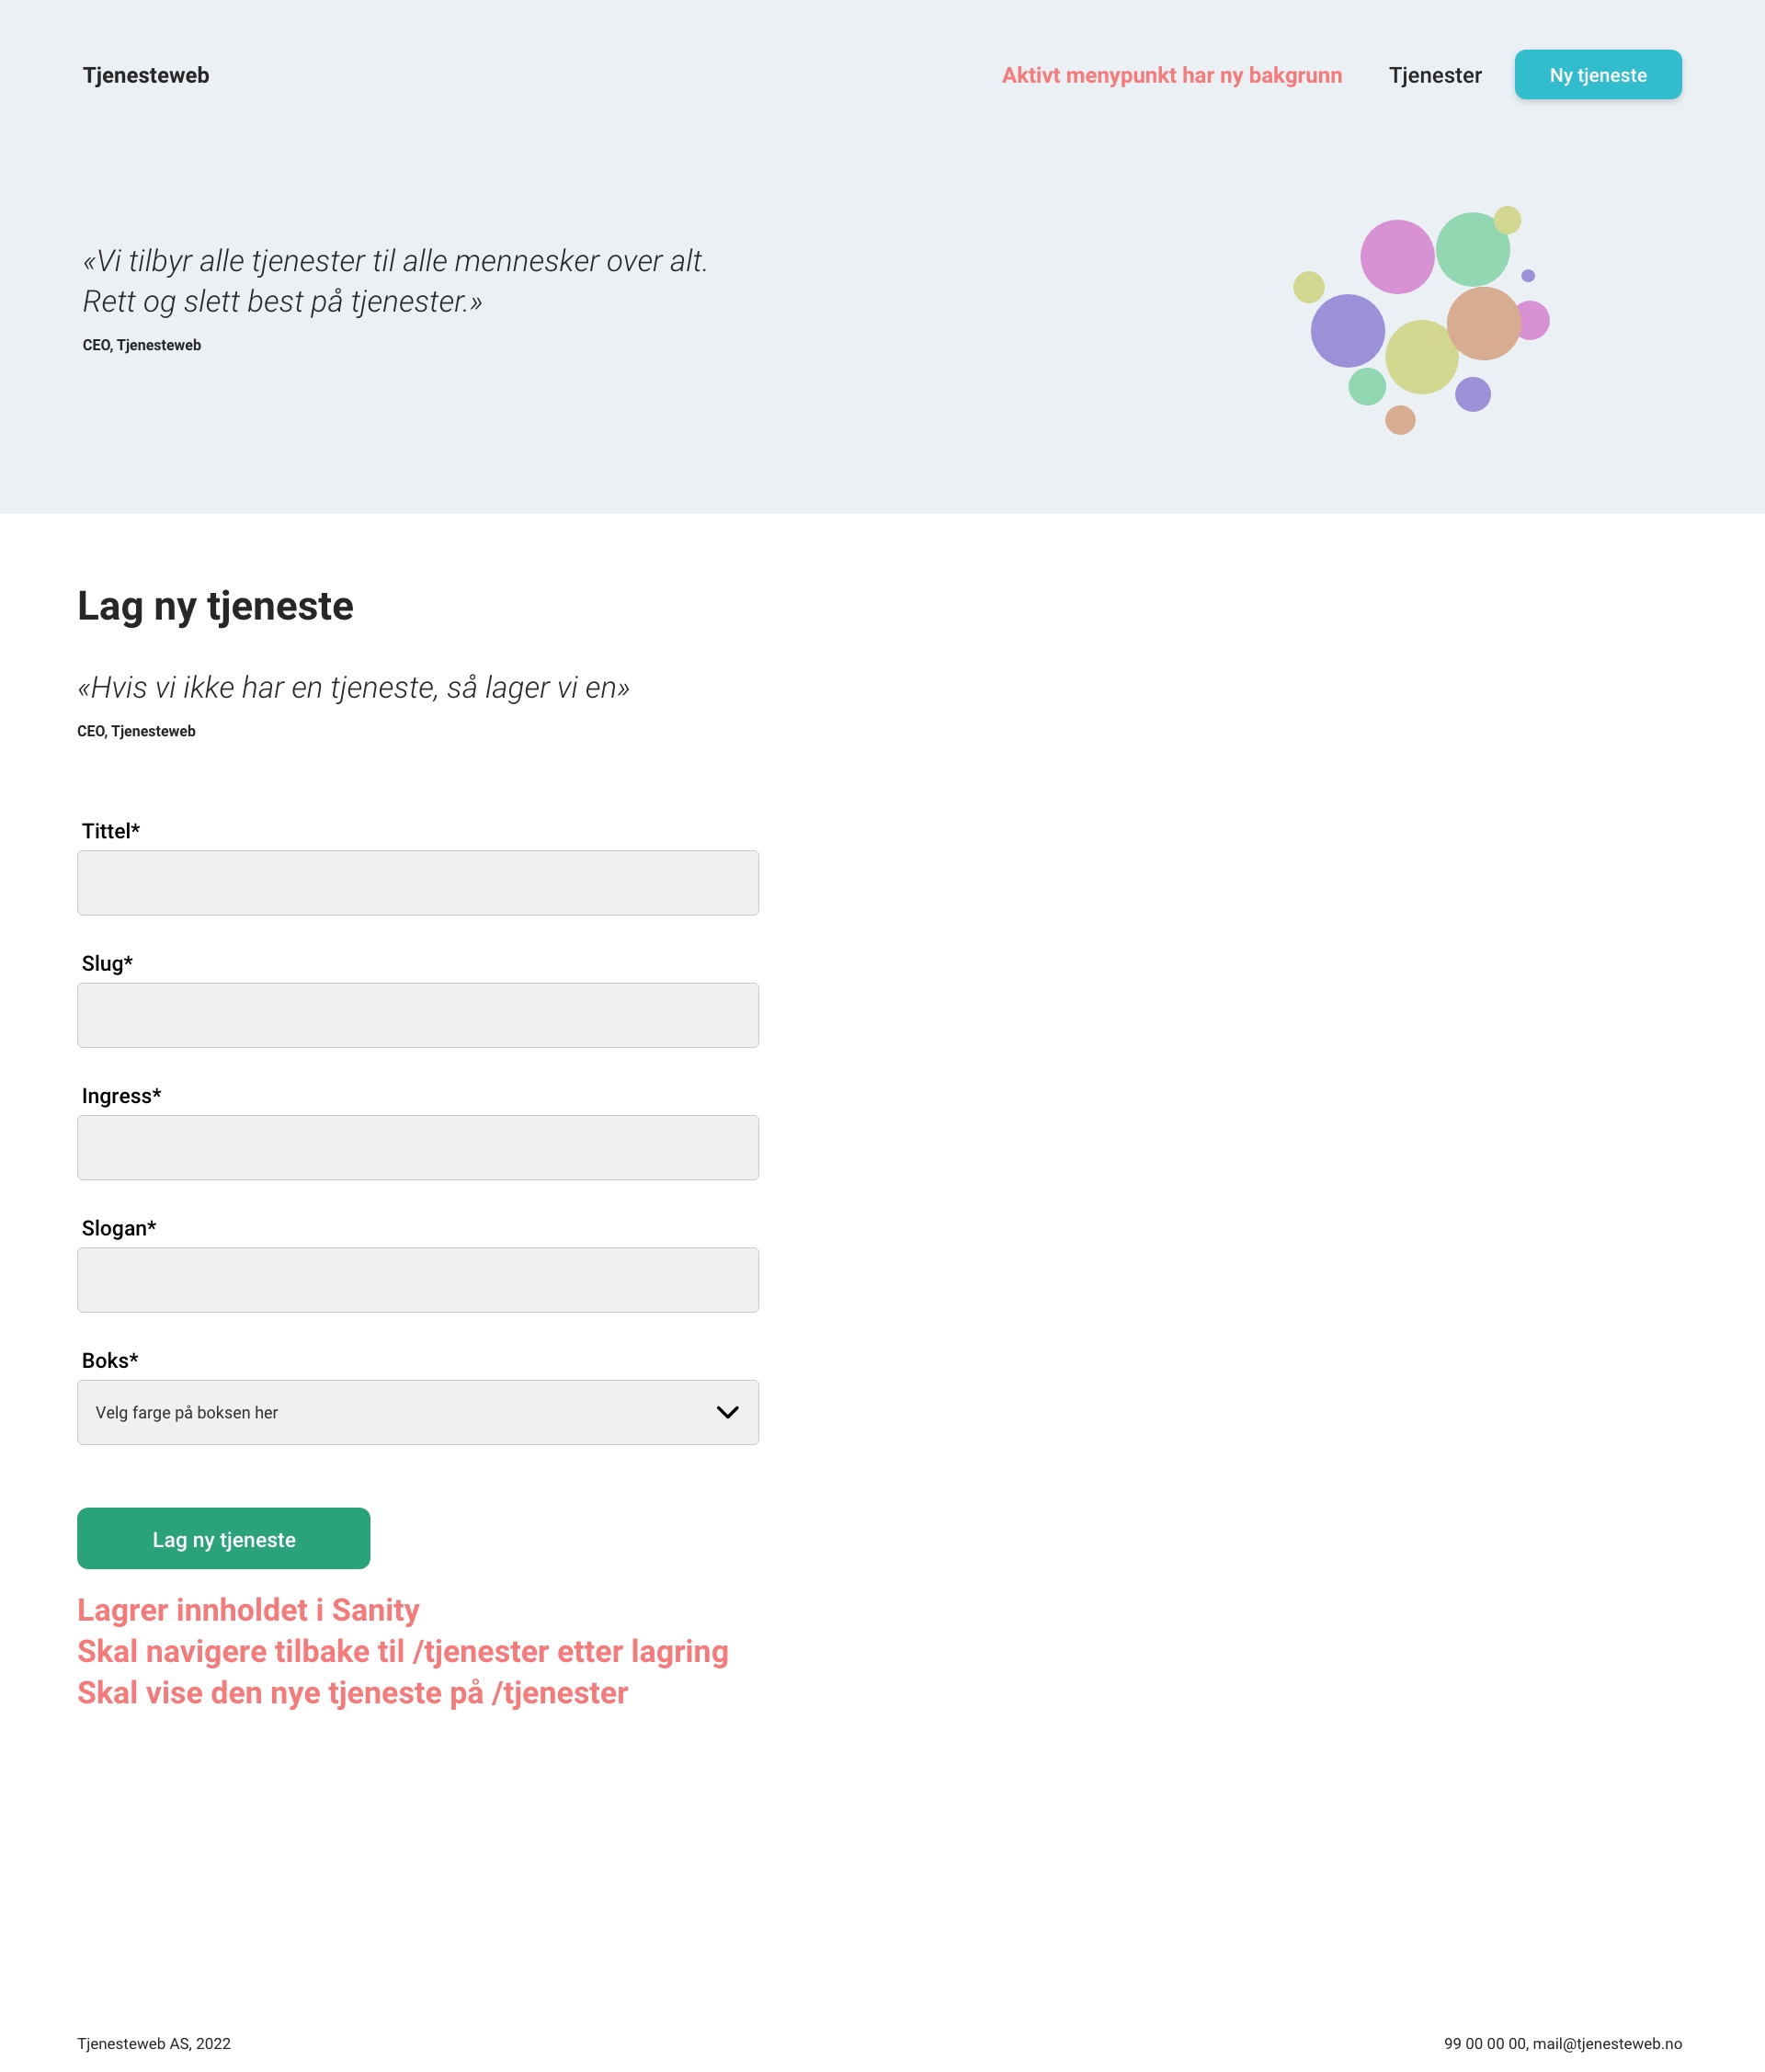 Tjenesteweb
Aktivt menypunkt har ny bakgrunn
Tjenester
Ny tjeneste
«Vi tilbyr alle tjenester til alle mennesker over alt.
Rett og slett best på tjenester.»
CEO, Tjenesteweb
Lag ny tjeneste
«Hvis vi ikke har en tjeneste, så lager vi en»
CEO, Tjenesteweb
Tittel*
Slug*
Ingress*
Slogan*
Boks*
Velg farge på boksen her
Lag ny tjeneste
Lagrer innholdet i Sanity
Skal navigere tilbake til /tjenester etter lagring
Skal vise den nye tjeneste på /tjenester
Tjenesteweb AS, 2022
99 00 00 00, mail@tjenesteweb.no